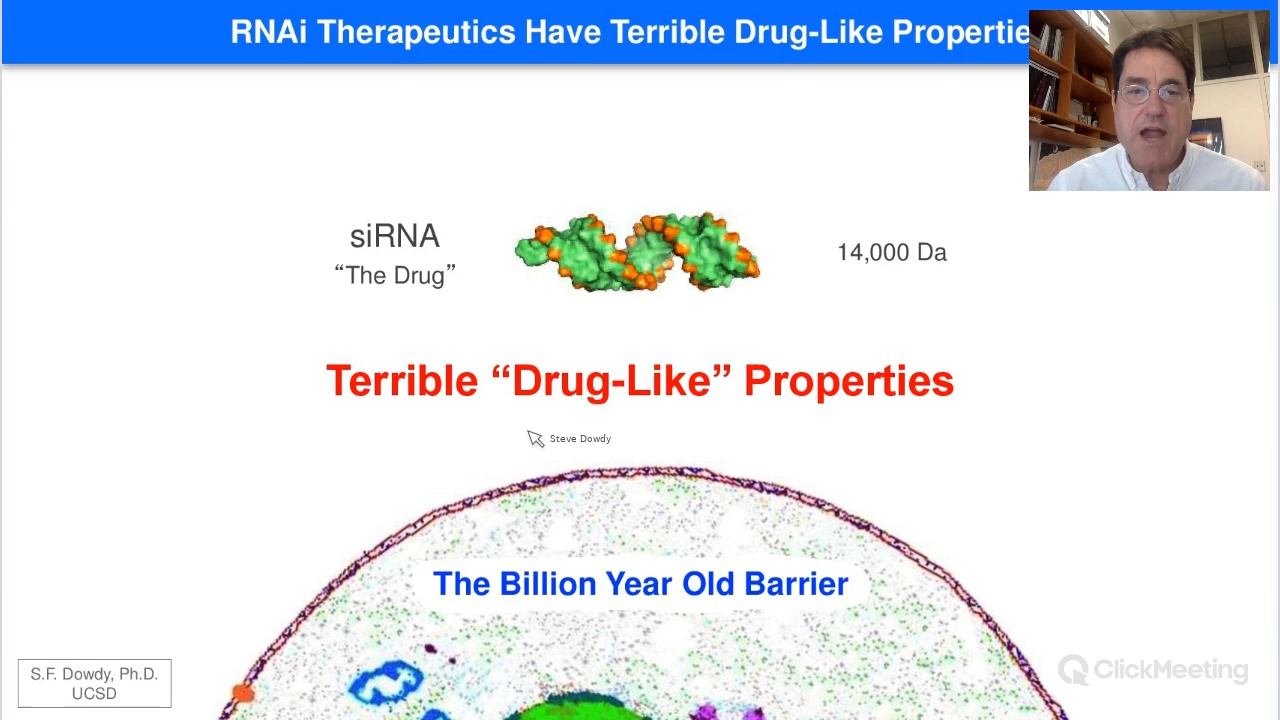 RNAi Therapeutics Have Terrible Drug-Like Propertie
siRNA
“The Drug”
14,000 Da
Terrible “Drug-Like” Properties
Steve Dowdy
The Billion Year Old Barrier
S.F. Dowdy, Ph.D.
UCSD
ClickMeeting